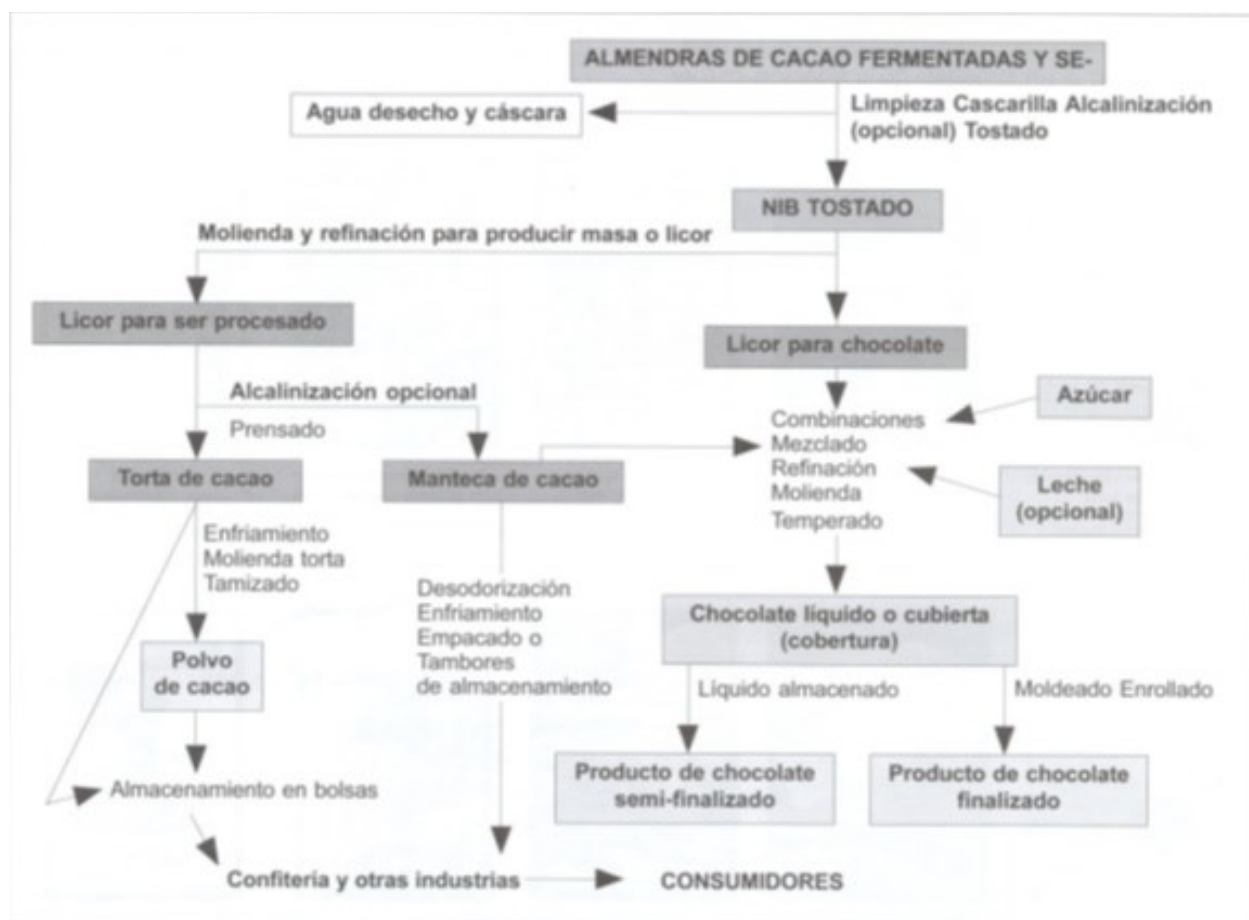 ALMENDRAS DE CACAO FERMENTADAS Y SE-
Agua desecho y cáscara
Limpieza Cascarilla Alcalinización
(opcional) Tostado
NIB TOSTADO
Molienda y refinación para producir masa o licor
Licor para ser procesado
Licor para chocolate
Alcalinización opcional
Prensado
Azúcar
Combinaciones
Mezclado
Refinación
Molienda
Temperado
Torta de cacao
Manteca de cacao
Leche
(opcional)
Enfriamiento
Molienda torta
Tamizado
Desodorización
Enfriamiento
Empacado o
Tambores
de almacenamiento
Chocolate líquido o cubierta
(cobertura)
Polvo
de cacao
Líquido almacenado
Moldeado Enrollado
Almacenamiento en bolsas
Producto de chocolate
semi-finalizado
Producto de chocolate
finalizado
Confitería y otras industrias
CONSUMIDORES